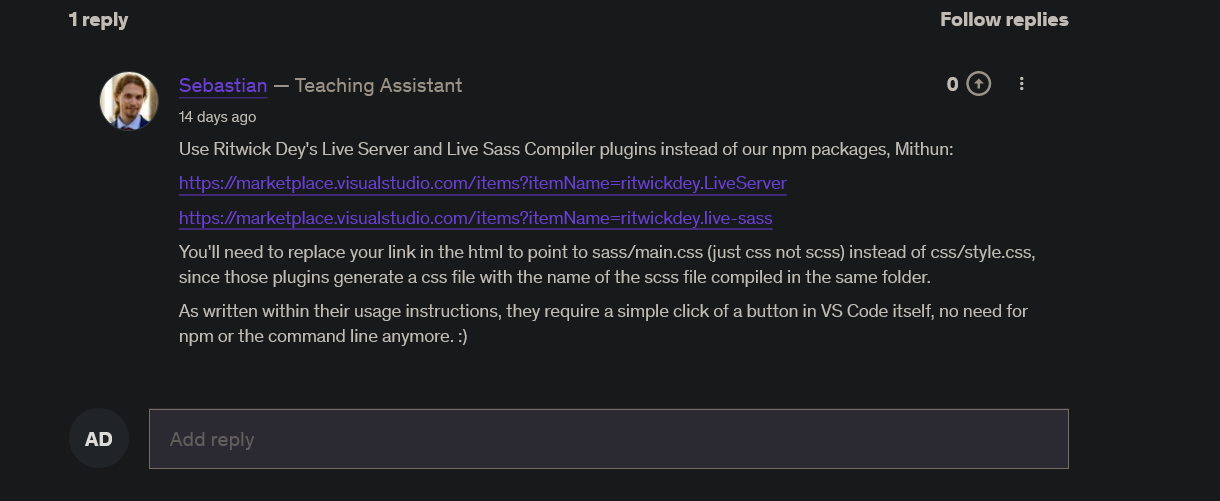 1 reply
Follow replies
Sebastian — Teaching Assistant
0
14 days ago
Use Ritwick Dey's Live Server and Live Sass Compiler plugins instead of our npm packages, Mithun:
https://marketplace.visualstudio.com/items?itemName=ritwickdey.LiveServer
https://marketplace.visualstudio.com/items?itemName=ritwickdey.live-sass
You'll need to replace your link in the html to point to sass/main.css (just css not scss) instead of css/style.css,
since those plugins generate a css file with the name of the scss file compiled in the same folder.
As written within their usage instructions, they require a simple click of a button in VS Code itself, no need for
npm or the command line anymore. :)
AD
Add reply